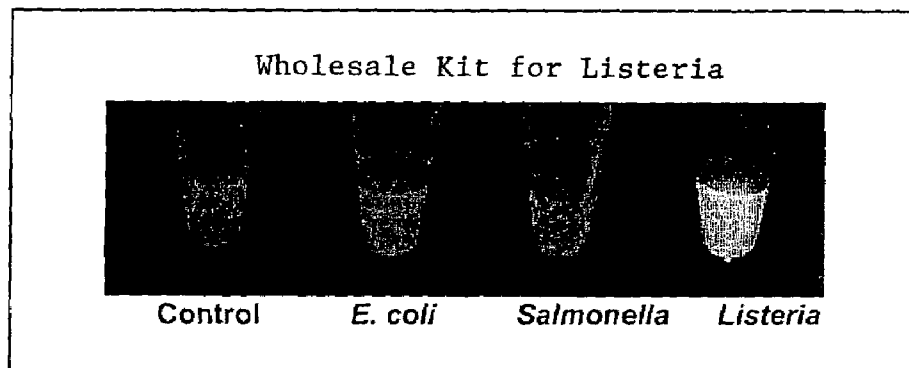 Wholesale Kit for Listeria
Control E. coli Salmonella Listeria